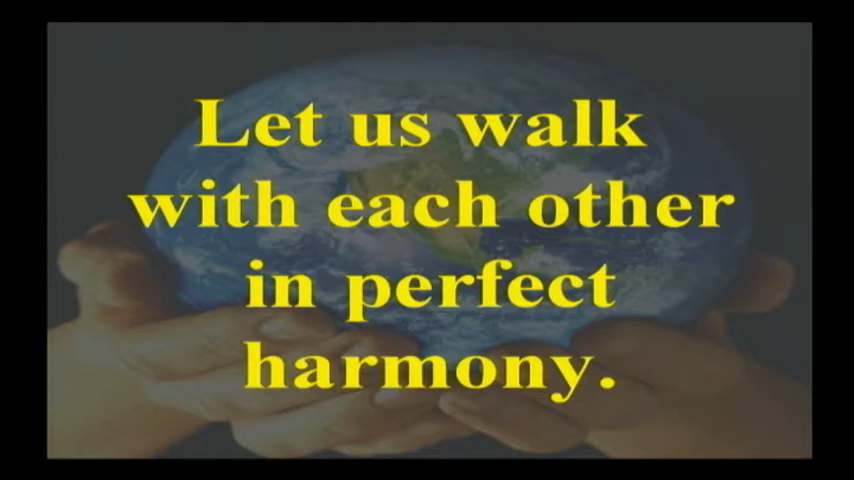 Let us walk
with each other
in perfect
harmony.